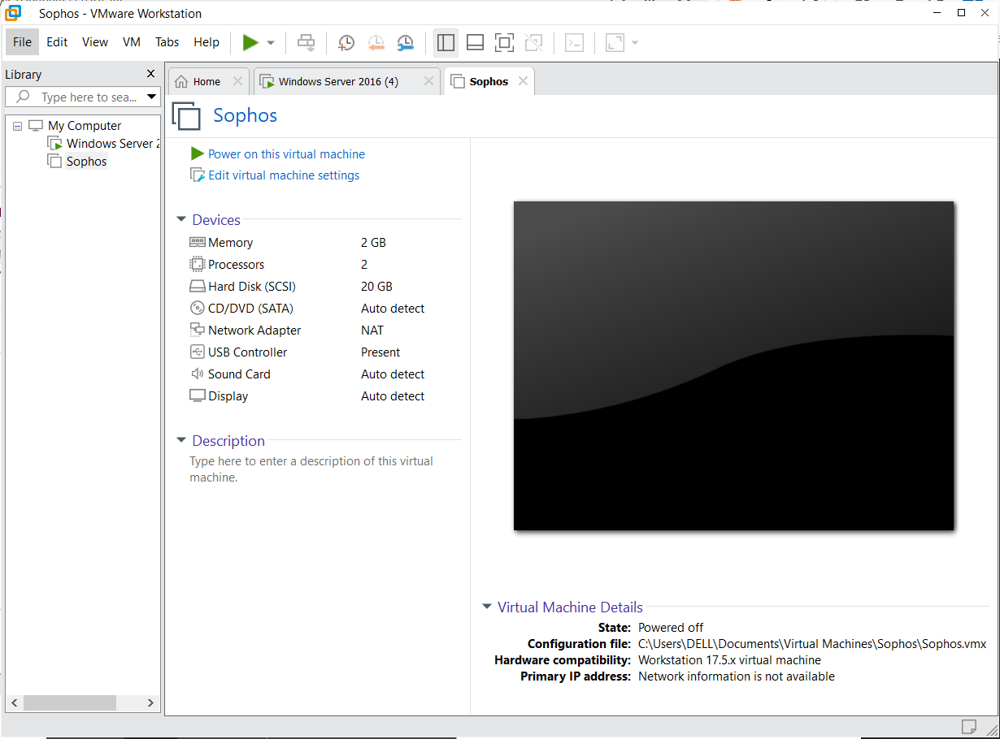 Sophos - VMware Workstation
File Edit View VM Tabs Help
Library
Type here to sea...
My Computer
Windows Server 2
Sophos
Home
Windows Server 2016 (4)
Sophos
Sophos
Power on this virtual machine
Edit virtual machine settings
Devices
Memory 2 GB
Processors 2
Hard Disk (SCSI) 20 GB
CD/DVD (SATA) Auto detect
Network Adapter NAT
USB Controller Present
Sound Card Auto detect
Display Auto detect
Description
Type here to enter a description of this virtual
machine.
Virtual Machine Details
State: Powered off
Configuration file: C:\Users\DELL\Documents\Virtual Machines\Sophos\Sophos.vmx
Hardware compatibility: Workstation 17.5.x virtual machine
Primary IP address: Network information is not available